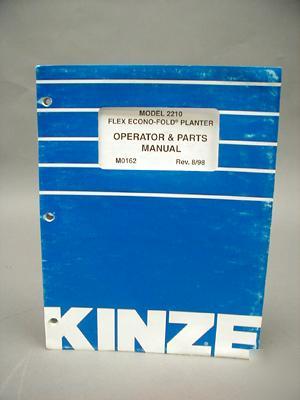 MODEL 2210
FLEX ECONO-FOLD® PLANTER
OPERATOR & PARTS
MANUAL
M0162 Rev. 8/98
KINZE®